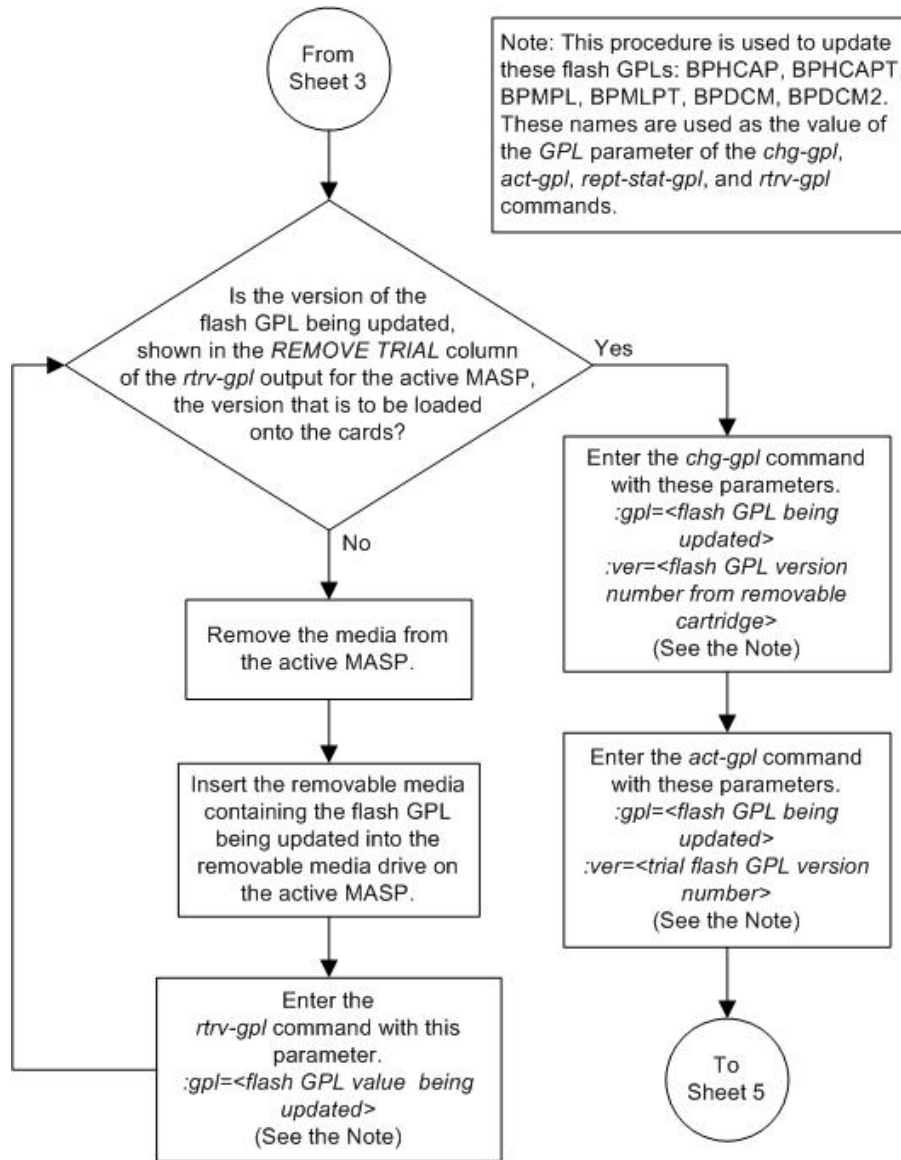 From
Sheet 3
Note: This procedure is used to update
these flash GPLs: BPHCAP, BPHCAPT,
BPMPL, BPMLPT, BPDCM, BPDCM2.
These names are used as the value of
the GPL parameter of the chg-gpl,
act-gpl, rept-stat-gpl, and rtrv-gpl
commands.
Is the version of the
flash GPL being updated,
shown in the REMOVE TRIAL column
of the rtrv-gpl output for the active MASP,
the version that is to be loaded
onto the cards?
Yes
No
Remove the media from
the active MASP.
Insert the removable media
containing the flash GPL
being updated into the
removable media drive on
the active MASP.
Enter the
rtrv-gpl command with this
parameter.
:gpl=<flash GPL value being
updated>
(See the Note)
Enter the chg-gpl command
with these parameters.
:gpl=<flash GPL being
updated>
:ver=<flash GPL version
number from removable
cartridge>
(See the Note)
Enter the act-gpl command
with these parameters.
:gpl=<flash GPL being
updated>
:ver=<trial flash GPL version
number>
(See the Note)
To
Sheet 5